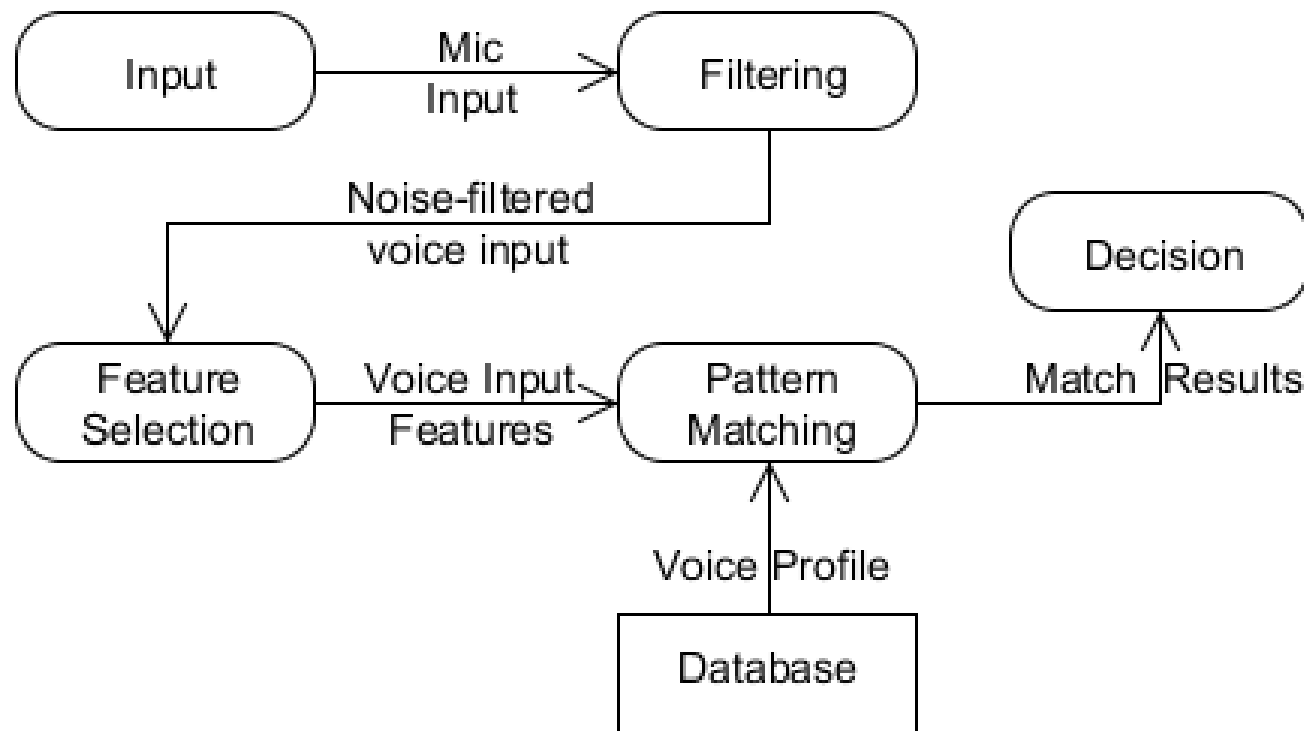 Input
Mic
Input
Filtering
Noise-filtered
voice input
Decision
Feature
Selection
Voice Input
Features
Pattern
Matching
Match Results
Voice Profile
Database